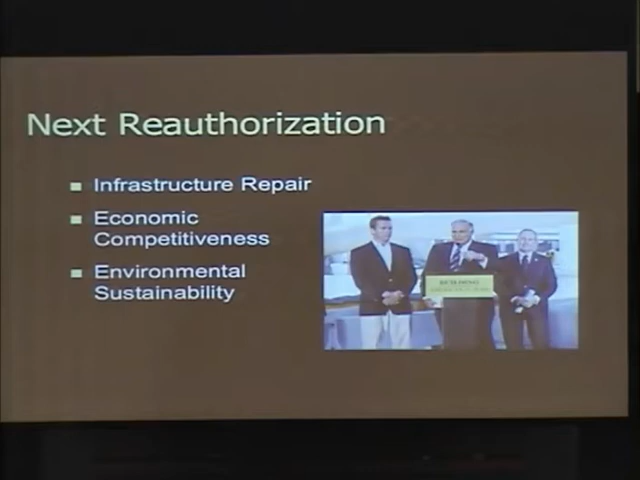 Next Reauthorization
Infrastructure Repair
Economic
Competitiveness
Environmental
Sustainability